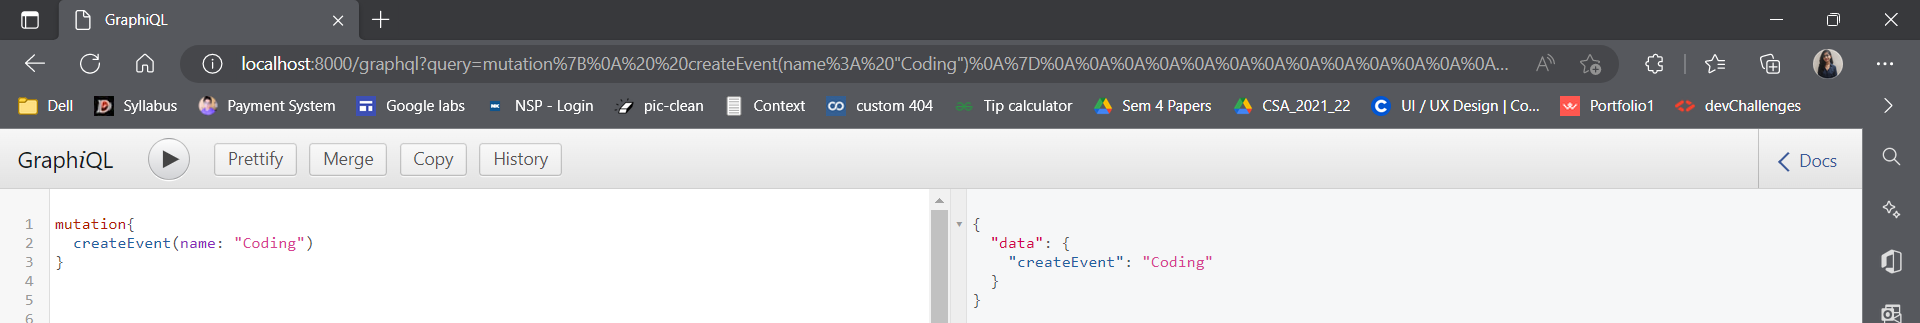 GraphiQL
localhost:8000/graphql?query=mutation%7B%0A%20%20createEvent(name%3A%20"Coding")%0A%7D%0A%0A%0A%0A%0A%0A%0A%0A%0A%0A%0A%0A%0A...
Dell Syllabus Payment System Google labs NSP - Login pic-clean Context custom 404 Tip calculator Sem 4 Papers CSA_2021_22 UI / UX Design | Co... Portfolio1 devChallenges
GraphiQL Prettify Merge Copy History Docs
1 mutation{
2 createEvent(name: "Coding")
3 }
4
5
6
{
"data": {
"createEvent": "Coding"
}
}